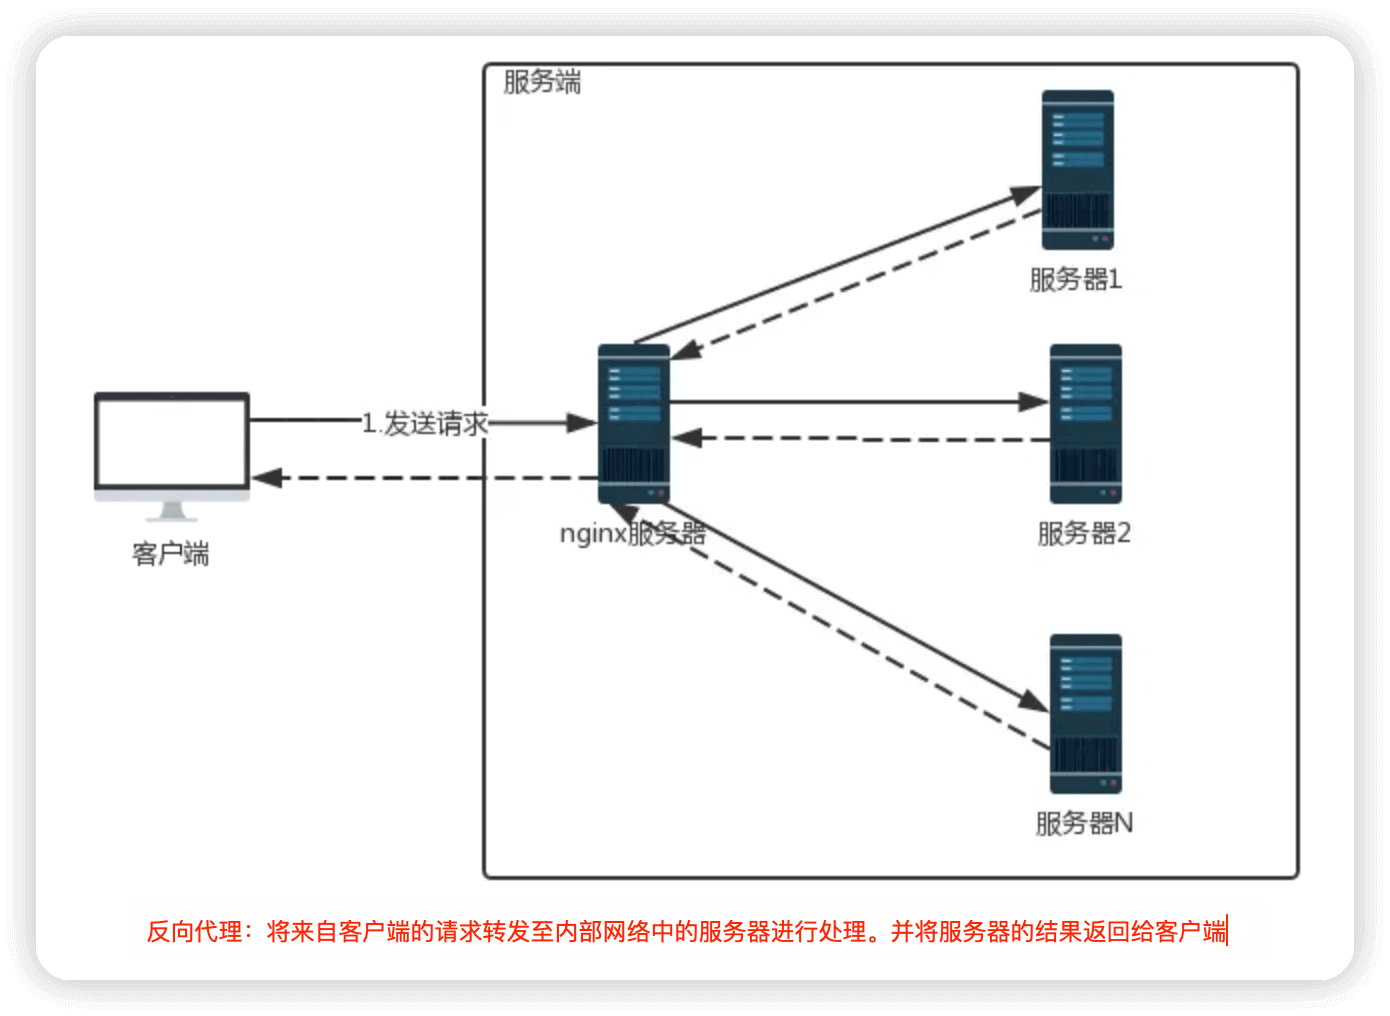 服务端
服务器1
1.发送请求
nginx服务器
服务器2
客户端
服务器N
反向代理：将来自客户端的请求转发至内部网络中的服务器进行处理。并将服务器的结果返回给客户端